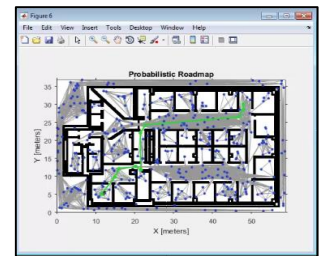 Figure 6
File Edit View Insert Tools Desktop Window Help
Probabilistic Roadmap
35
30
25
20
15
10
5
0
Y [meters]
0 10 20 30 40 50
X [meters]